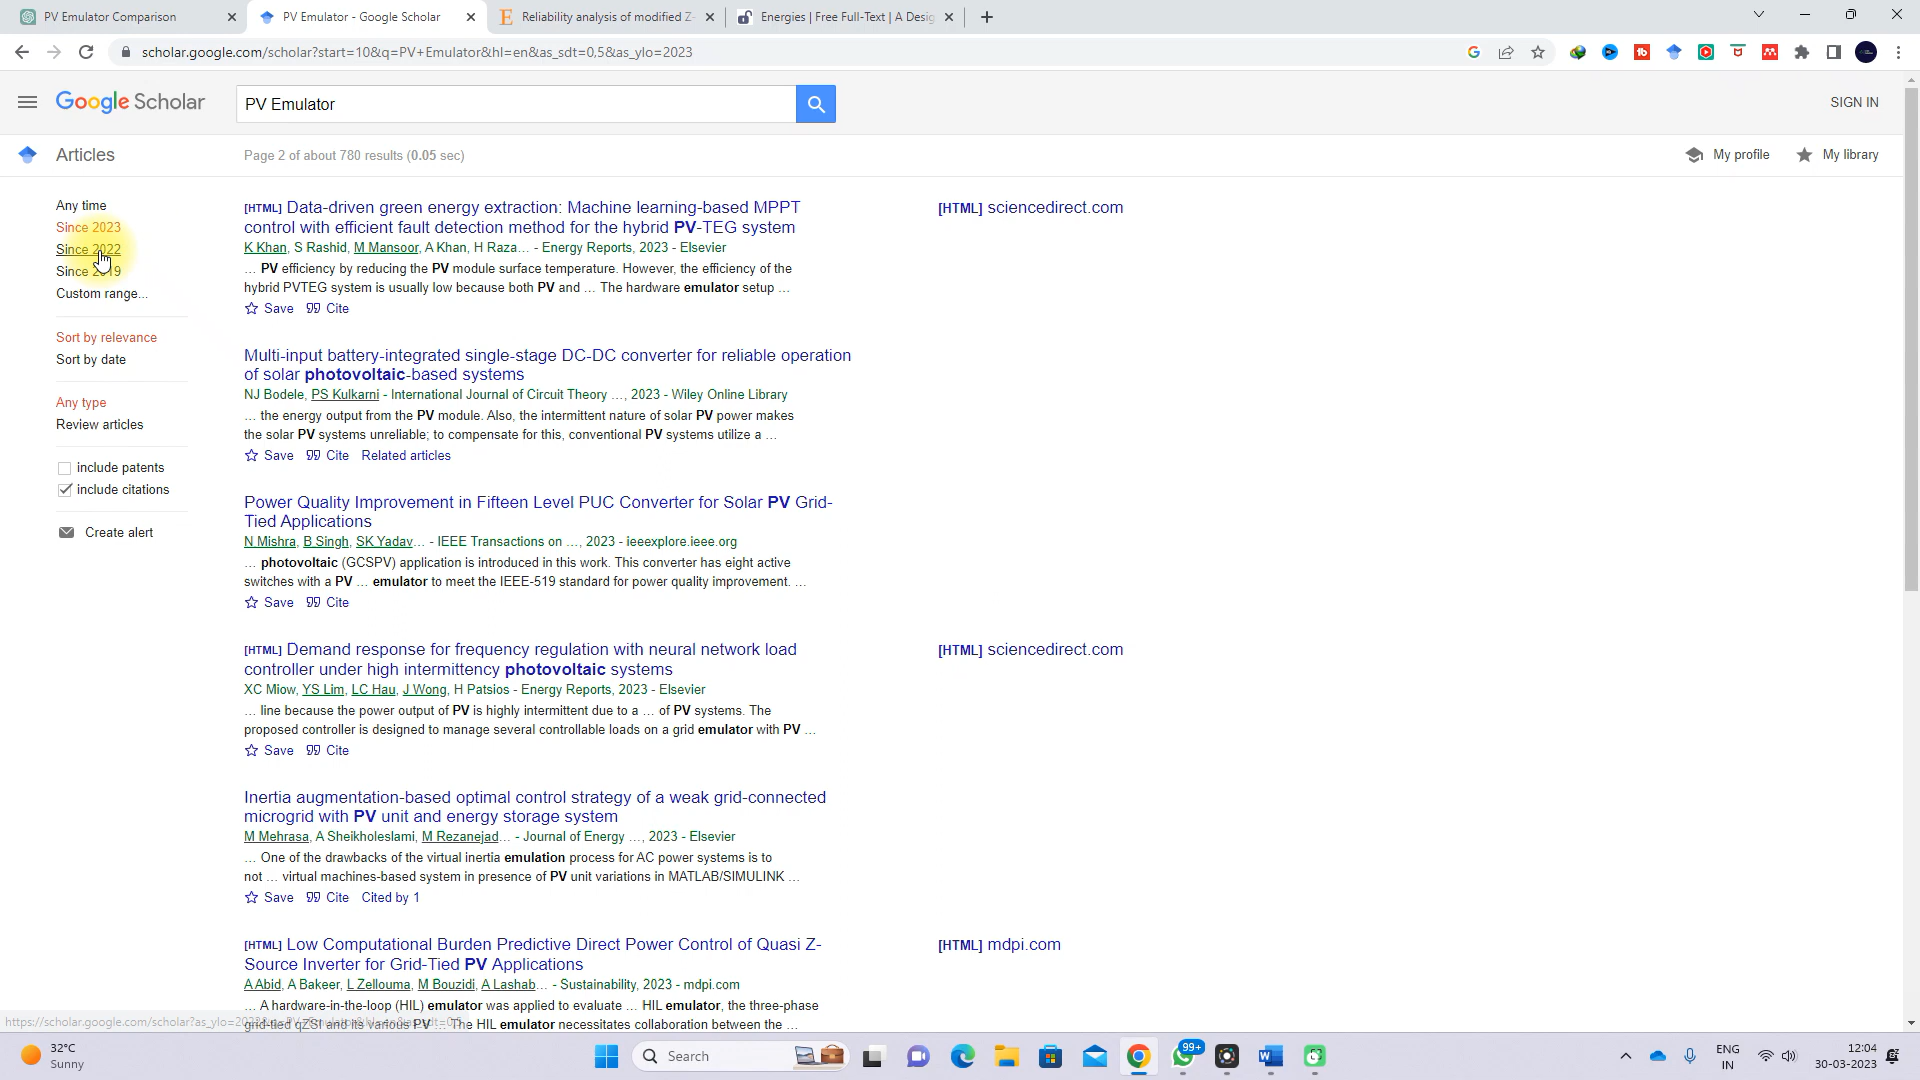 PV Emulator Comparison
PV Emulator - Google Scholar
Reliability analysis of modified Z-
Energies | Free Full-Text | A Desig
scholar.google.com/scholar?start=10&q=PV+Emulator&hl=en&as_sdt=0,5&as_ylo=2023
Google Scholar
PV Emulator
SIGN IN
Articles
Page 2 of about 780 results (0.05 sec)
My profile
My library
Any time
Since 2023
Since 2022
Since 2019
Custom range...
Sort by relevance
Sort by date
Any type
Review articles
include patents
include citations
Create alert
[HTML] Data-driven green energy extraction: Machine learning-based MPPT
control with efficient fault detection method for the hybrid PV-TEG system
K Khan, S Rashid, M Mansoor, A Khan, H Raza... - Energy Reports, 2023 - Elsevier
... PV efficiency by reducing the PV module surface temperature. However, the efficiency of the
hybrid PVTEG system is usually low because both PV and ... The hardware emulator setup ...
Save Cite
[HTML] sciencedirect.com
Multi-input battery-integrated single-stage DC-DC converter for reliable operation
of solar photovoltaic-based systems
NJ Bodele, PS Kulkarni - International Journal of Circuit Theory ..., 2023 - Wiley Online Library
... the energy output from the PV module. Also, the intermittent nature of solar PV power makes
the solar PV systems unreliable; to compensate for this, conventional PV systems utilize a ...
Save Cite Related articles
Power Quality Improvement in Fifteen Level PUC Converter for Solar PV Grid-
Tied Applications
N Mishra, B Singh, SK Yadav... - IEEE Transactions on ..., 2023 - ieeexplore.ieee.org
... photovoltaic (GCSPV) application is introduced in this work. This converter has eight active
switches with a PV ... emulator to meet the IEEE-519 standard for power quality improvement. ...
Save Cite
[HTML] Demand response for frequency regulation with neural network load
controller under high intermittency photovoltaic systems
XC Miow, YS Lim, LC Hau, J Wong, H Patsios - Energy Reports, 2023 - Elsevier
... line because the power output of PV is highly intermittent due to a ... of PV systems. The
proposed controller is designed to manage several controllable loads on a grid emulator with PV ...
Save Cite
[HTML] sciencedirect.com
Inertia augmentation-based optimal control strategy of a weak grid-connected
microgrid with PV unit and energy storage system
M Mehrasa, A Sheikholeslami, M Rezanejad... - Journal of Energy ..., 2023 - Elsevier
... One of the drawbacks of the virtual inertia emulation process for AC power systems is to
not ... virtual machines-based system in presence of PV unit variations in MATLAB/SIMULINK ...
Save Cite Cited by 1
[HTML] Low Computational Burden Predictive Direct Power Control of Quasi Z-
Source Inverter for Grid-Tied PV Applications
A Abid, A Bakeer, L Zellouma, M Bouzidi, A Lashab... - Sustainability, 2023 - mdpi.com
... A hardware-in-the-loop (HIL) emulator was applied to evaluate ... HIL emulator, the three-phase
grid-tied qZSI and its various PV ... The HIL emulator necessitates collaboration between the ...
[HTML] mdpi.com
32°C
Sunny
Search
99+
ENG
IN
12:04
30-03-2023